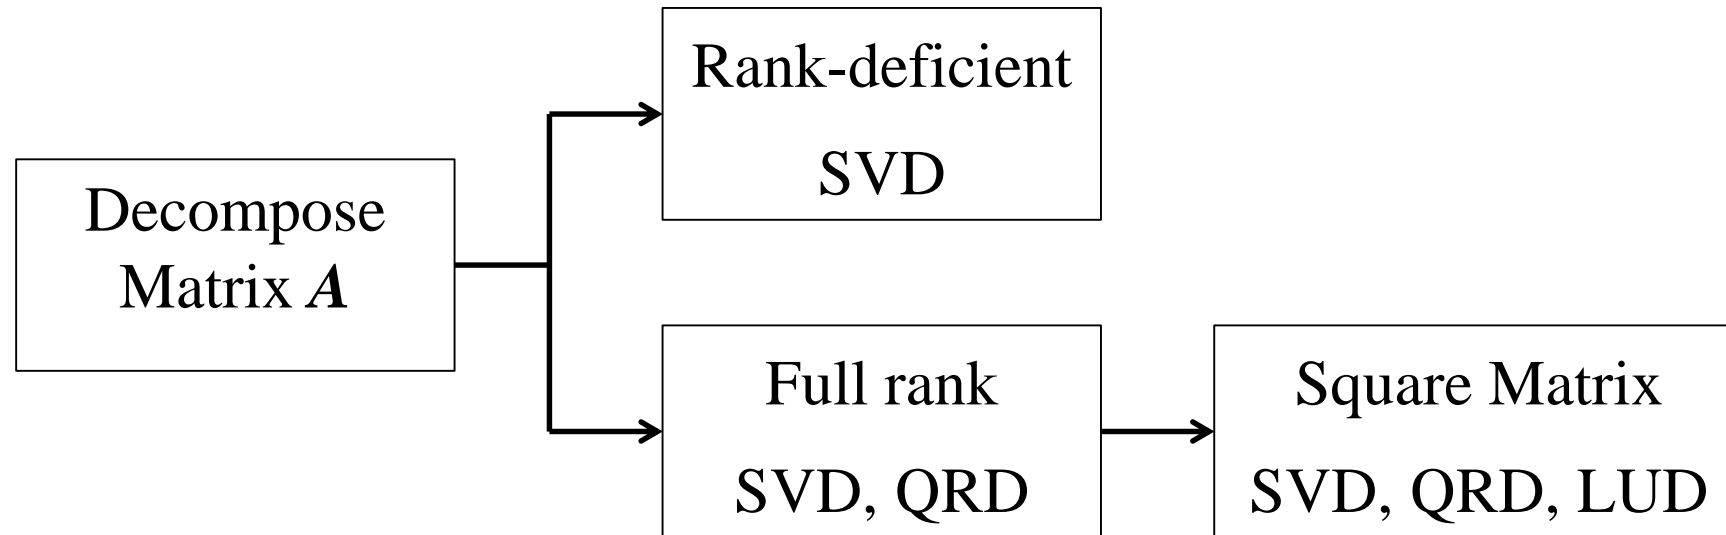 Decompose
Matrix A
Rank-deficient
SVD
Full rank
SVD, QRD
Square Matrix
SVD, QRD, LUD